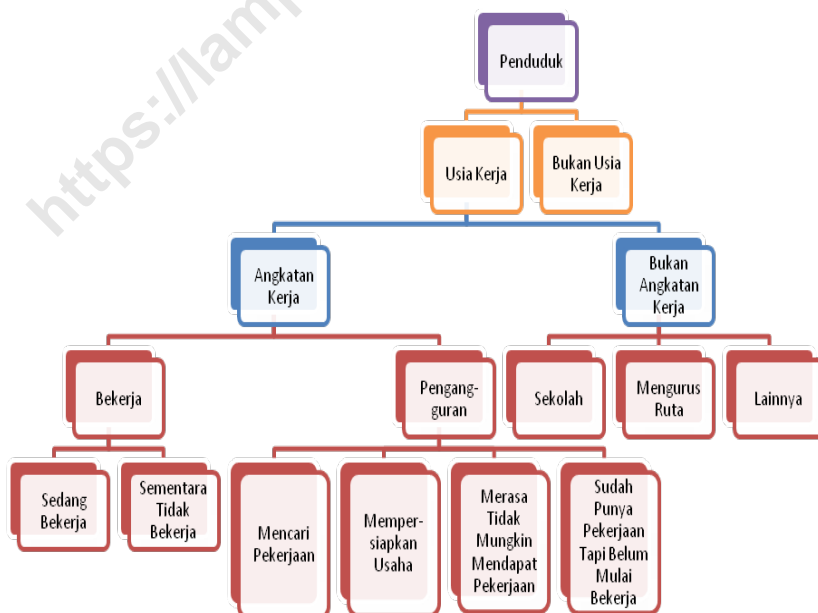 https://lamp
Penduduk
Usia Kerja
Bukan Usia
Kerja
Angkatan
Kerja
Bukan
Angkatan
Kerja
Bekerja
Pengang-
guran
Sekolah
Mengurus
Ruta
Lainnya
Sedang
Bekerja
Sementara
Tidak
Bekerja
Mencari
Pekerjaan
Memper-
siapkan
Usaha
Merasa
Tidak
Mungkin
Mendapat
Pekerjaan
Sudah
Punya
Pekerjaan
Tapi Belum
Mulai
Bekerja